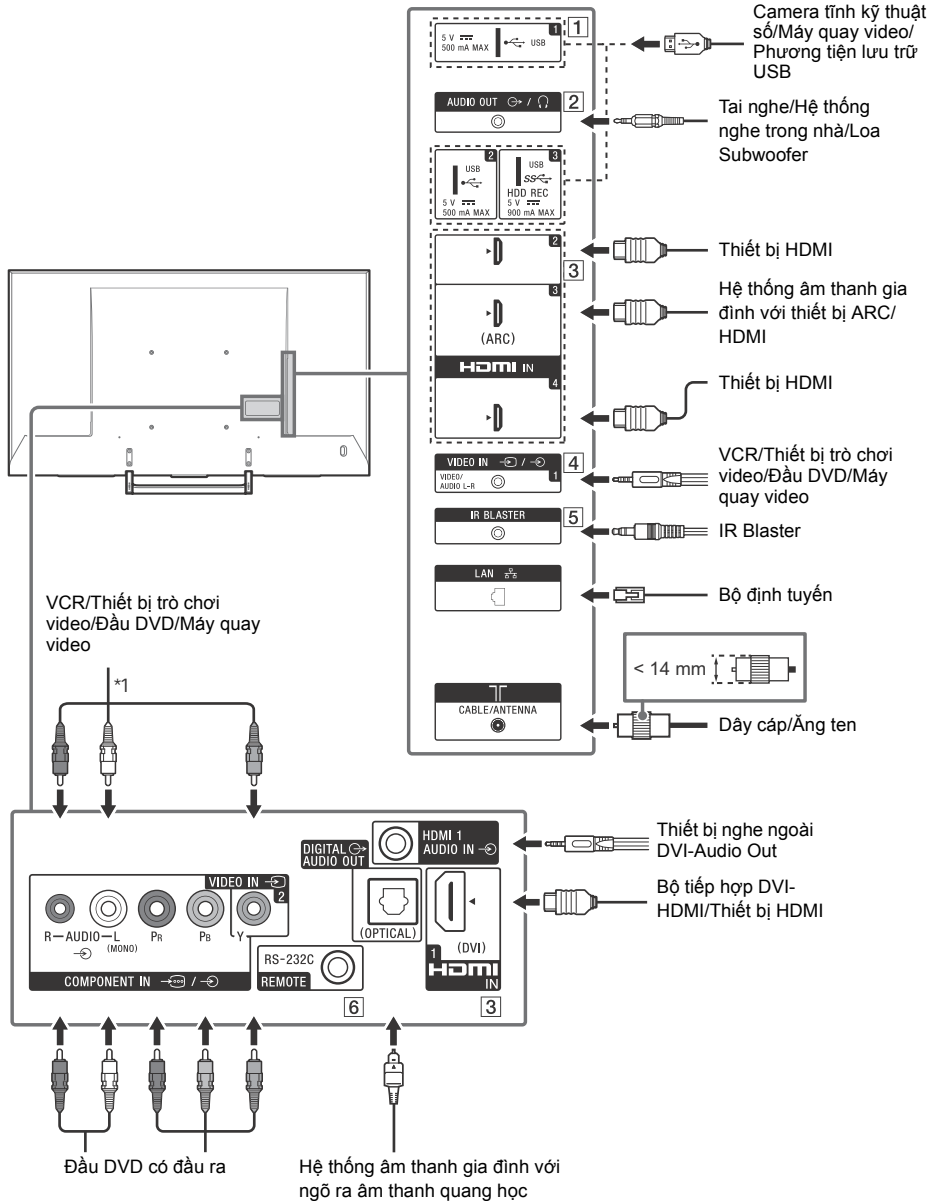 1
5 V
500 mA MAX
USB
1
Camera tĩnh kỹ thuật
số/Máy quay video/
Phương tiện lưu trữ
USB
AUDIO OUT /
2
Tai nghe/Hệ thống
nghe trong nhà/Loa
Subwoofer
2
USB
5 V
500 mA MAX
3
USB
SS
HDD REC
5 V
900 mA MAX
2
Thiết bị HDMI
3
3
(ARC)
Hệ thống âm thanh gia
đình với thiết bị ARC/
HDMI
HDMI IN
4
Thiết bị HDMI
VIDEO IN /
4
VIDEO/
AUDIO L-R
1
VCR/Thiết bị trò chơi
video/Đầu DVD/Máy
quay video
IR BLASTER
5
IR Blaster
LAN
Bộ định tuyến
< 14 mm
CABLE/ANTENNA
Dây cáp/Ăng ten
VCR/Thiết bị trò chơi
video/Đầu DVD/Máy quay
video
*1
DIGITAL
AUDIO OUT
HDMI 1
AUDIO IN
Thiết bị nghe ngoài
DVI-Audio Out
VIDEO IN
2
(OPTICAL)
Bộ tiếp hợp DVI-
HDMI/Thiết bị HDMI
R—AUDIO—L
(MONO)
PR
PB
Y
(DVI)
1
HDMI
IN
COMPONENT IN /
RS-232C
REMOTE
6
3
Đầu DVD có đầu ra
Hệ thống âm thanh gia đình với
ngõ ra âm thanh quang học